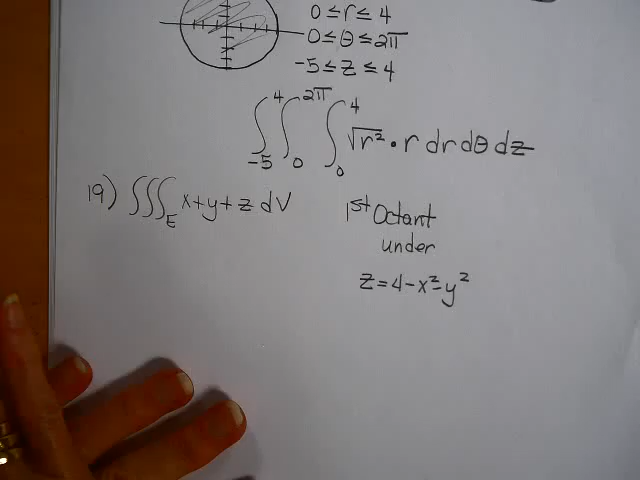 0 ≤ r ≤ 4
0 ≤ θ ≤ 2π
-5 ≤ z ≤ 4
∫_{-5}^{4} ∫_{0}^{2π} ∫_{0}^{4} √r² • r dr dθ dz
19) ∫∫∫_E x+y+z dV
1st Octant
under
z = 4 - x² - y²